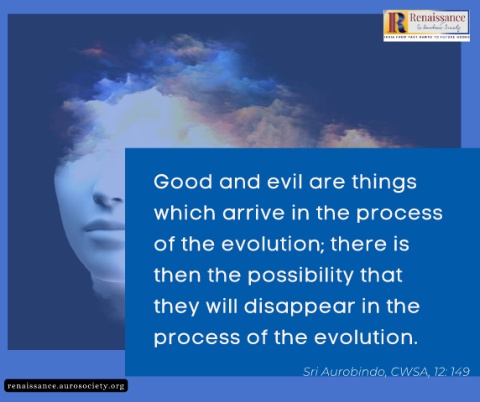 Renaissance
Sri Aurobindo Society
Good and evil are things
which arrive in the process
of the evolution; there is
then the possibility that
they will disappear in the
process of the evolution.
Sri Aurobindo, CWSA, 12: 149
renaissance.aurosociety.org